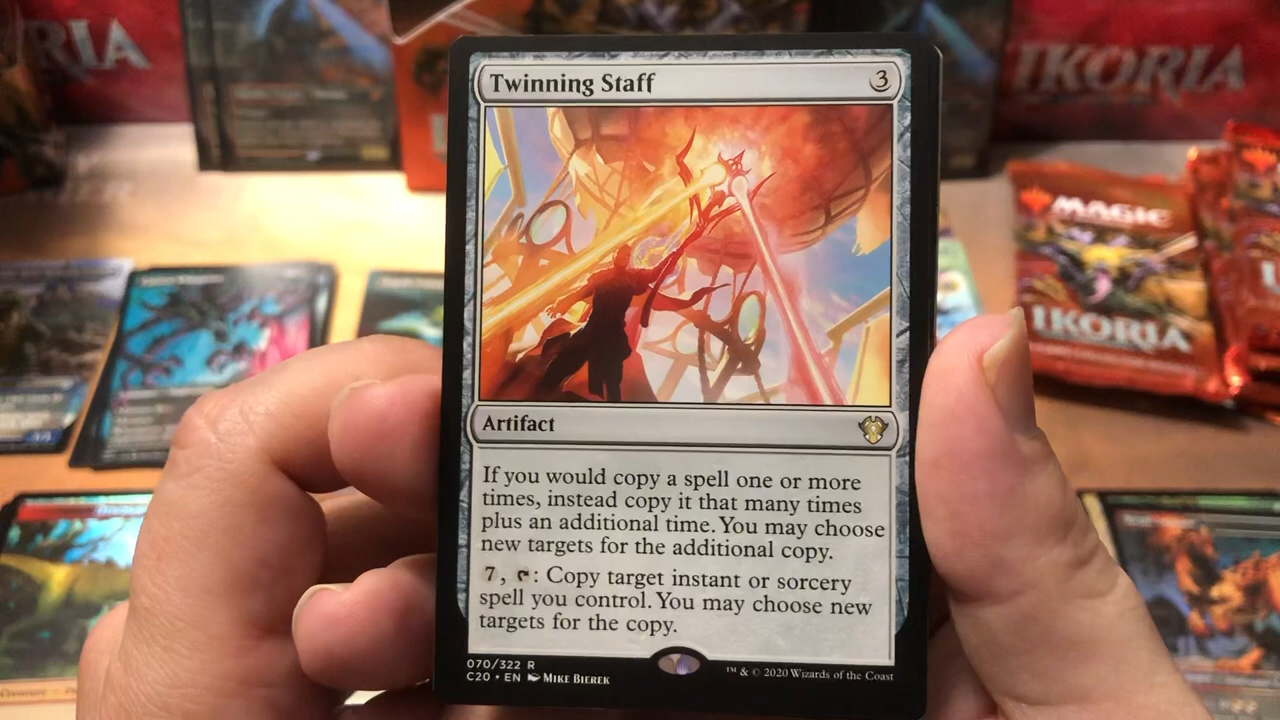 RIA
IKORIA
Twinning Staff 3
MAGIC
IKORIA
Artifact
If you would copy a spell one or more
times, instead copy it that many times
plus an additional time. You may choose
new targets for the additional copy.
7, : Copy target instant or sorcery
spell you control. You may choose new
targets for the copy.
070/322 R
C20 • EN MIKE BIEREK
™ & © 2020 Wizards of the Coast